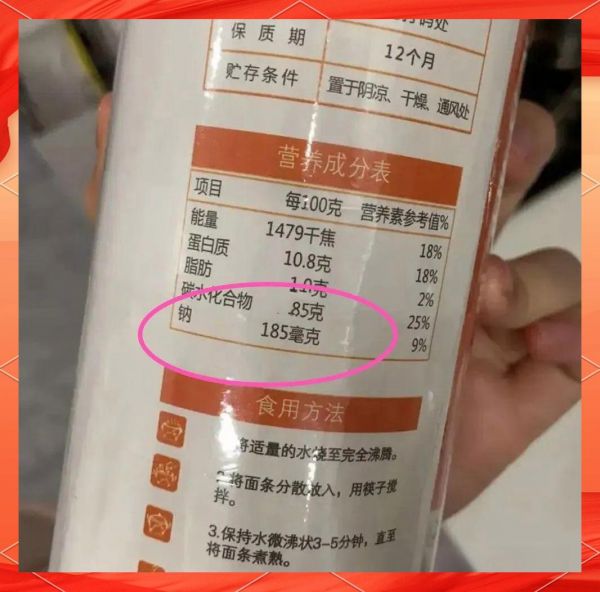 码处
保质期 12个月
贮存条件 置于阴凉、干燥、通风处
营养成分表
项目 每100克 营养素参考值%
能量 1479千焦 18%
蛋白质 10.8克 18%
脂肪 2%
碳水化合物 85克 25%
钠 185毫克 9%
食用方法
将适量的水烧至完全沸腾。
2.将面条分散放入，用筷子搅
拌。
3.保持水微沸状3-5分钟，直至
将面条煮熟。